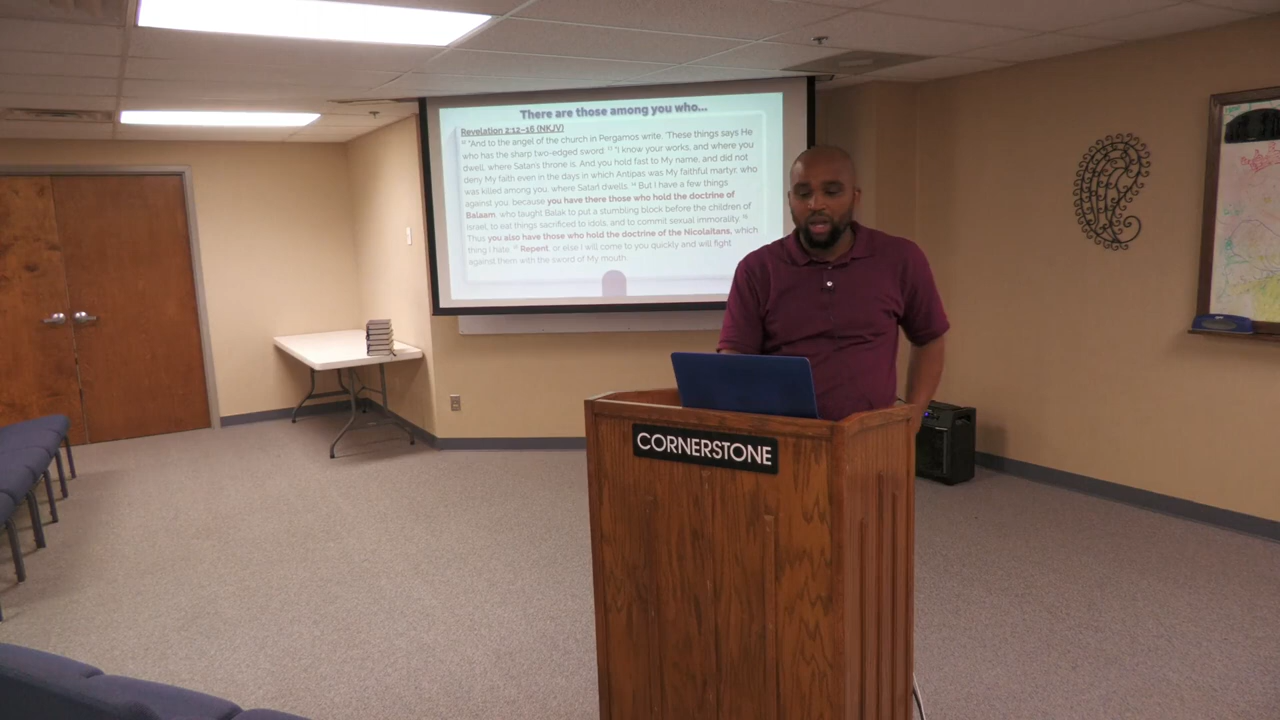 There are those among you who...
Revelation 2:12–16 (NKJV)
12 "And to the angel of the church in Pergamos write, 'These things says He
who has the sharp two-edged sword: 13 "I know your works, and where you
dwell, where Satan's throne is. And you hold fast to My name, and did not
deny My faith even in the days in which Antipas was My faithful martyr, who
was killed among you, where Satan dwells. 14 But I have a few things
against you, because you have there those who hold the doctrine of
Balaam, who taught Balak to put a stumbling block before the children of
Israel, to eat things sacrificed to idols, and to commit sexual immorality. 15
Thus you also have those who hold the doctrine of the Nicolaitans, which
thing I hate. 16 Repent, or else I will come to you quickly and will fight
against them with the sword of My mouth.
CORNERSTONE